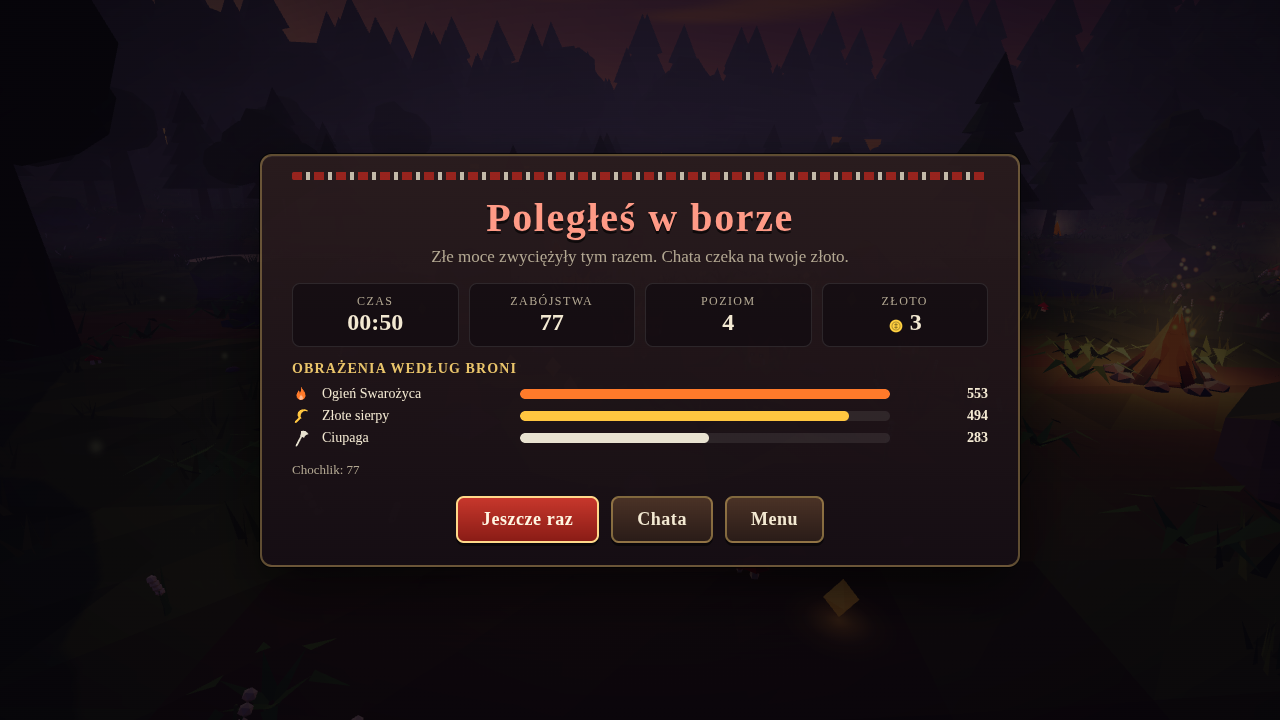 Poległeś w borze
Złe moce zwyciężyły tym razem. Chata czeka na twoje złoto.
CZAS
00:50
ZABÓJSTWA
77
POZIOM
4
ZŁOTO
3
OBRAŻENIA WEDŁUG BRONI
Ogień Swarożyca 553
Złote sierpy 494
Ciupaga 283
Chochlik: 77
Jeszcze raz
Chata
Menu